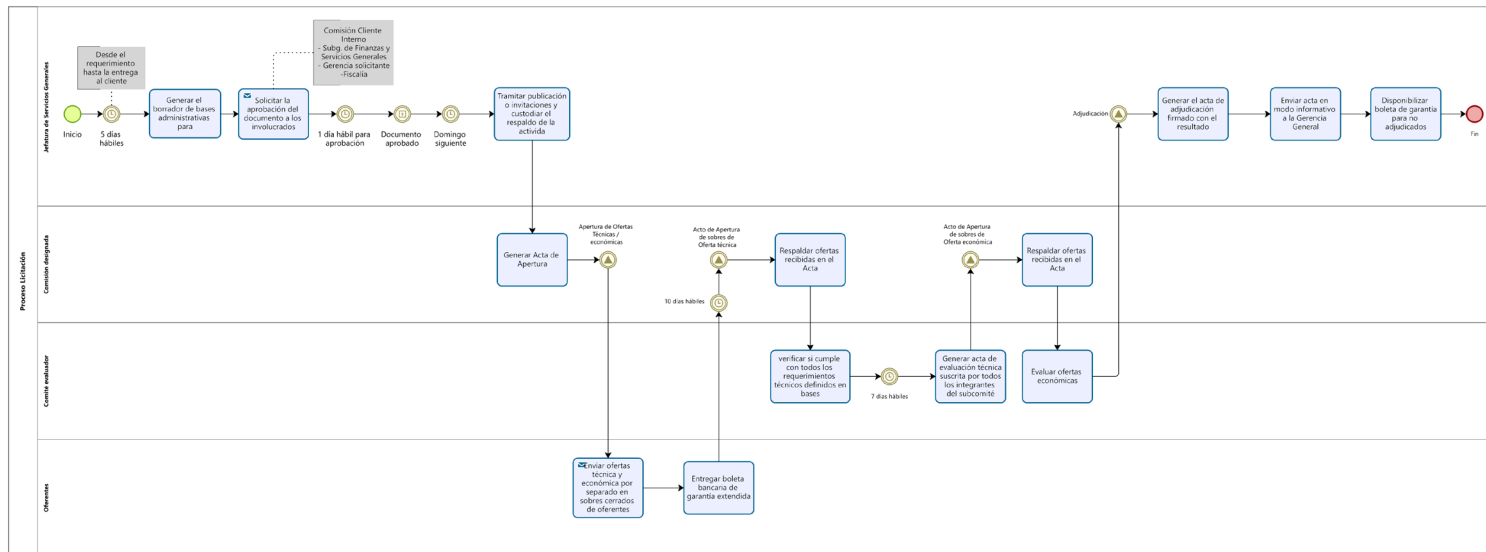 Proceso Licitación
Jefatura de Servicios Generales
Desde el
requerimiento
hasta la entrega
al cliente
Inicio
5 días
hábiles
Generar el
borrador de bases
administrativas
para
Comisión Cliente
Interno
- Subg. de Finanzas y
Servicios Generales
- Gerencia solicitante
-Fiscalía
Solicitar la
aprobación del
documento a los
involucrados
1 día hábil para
aprobación
Documento
aprobado
Domingo
siguiente
Tramitar publicación
o invitaciones y
custodiar el
respaldo de la
activida
Adjudicación
Generar el acta de
adjudicación
firmado con el
resultado
Enviar acta en
modo informativo
a la Gerencia
General
Disponibilizar
boleta de garantía
para no
adjudicados
Fin
Comisión designada
Generar Acta de
Apertura
Apertura de Ofertas
Técnicas /
económicas
Acto de Apertura
de sobres de
Oferta técnica
10 días hábiles
Respaldar ofertas
recibidas en el
Acta
Acto de Apertura
de sobres de
Oferta económica
Respaldar ofertas
recibidas en el
Acta
Comité evaluador
verificar si cumple
con todos los
requerimientos
técnicos definidos en
bases
7 días hábiles
Generar acta de
evaluación técnica
suscrita por todos
los integrantes
del subcomité
Evaluar ofertas
económicas
Oferentes
Enviar ofertas
técnica y
económica por
separado en
sobres cerrados
de oferentes
Entregar boleta
bancaria de
garantía extendida